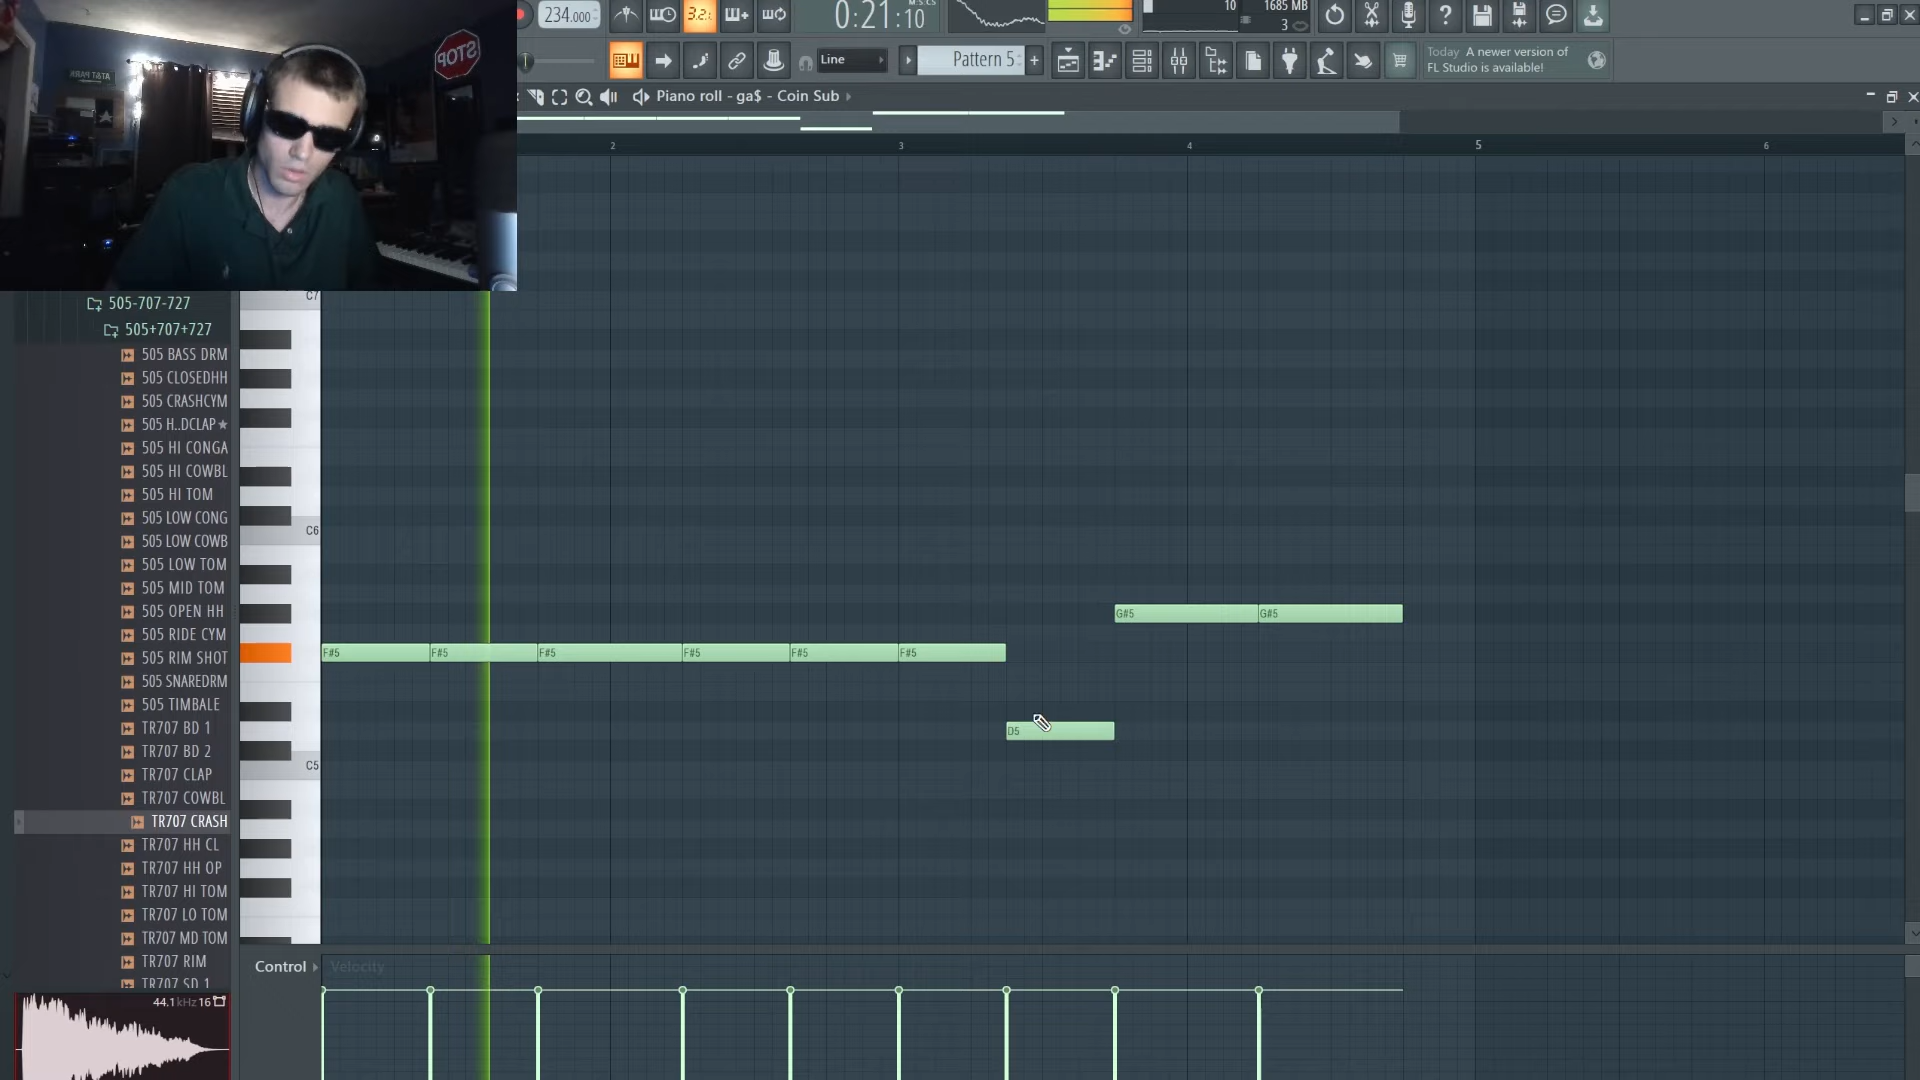 234.000
3.2.
0:21:10
M:S:CS
10
1685 MB
3
Line
Pattern 5
+
Today A newer version of
FL Studio is available!
Piano roll - ga$ - Coin Sub
STOP
2 3 4 5 6
505-707-727
505+707+727
505 BASS DRM
505 CLOSEDHH
505 CRASHCYM
505 H..DCLAP
505 HI CONGA
505 HI COWBL
505 HI TOM
505 LOW CONG
505 LOW COWB
505 LOW TOM
505 MID TOM
505 OPEN HH
505 RIDE CYM
505 RIM SHOT
505 SNAREDRM
505 TIMBALE
TR707 BD 1
TR707 BD 2
TR707 CLAP
TR707 COWBL
TR707 CRASH
TR707 HH CL
TR707 HH OP
TR707 HI TOM
TR707 LO TOM
TR707 MD TOM
TR707 RIM
TR707 SD 1
44.1kHz 16
C7
C6
C5
G#5 G#5
F#5 F#5 F#5 F#5 F#5 F#5
D5
Control Velocity